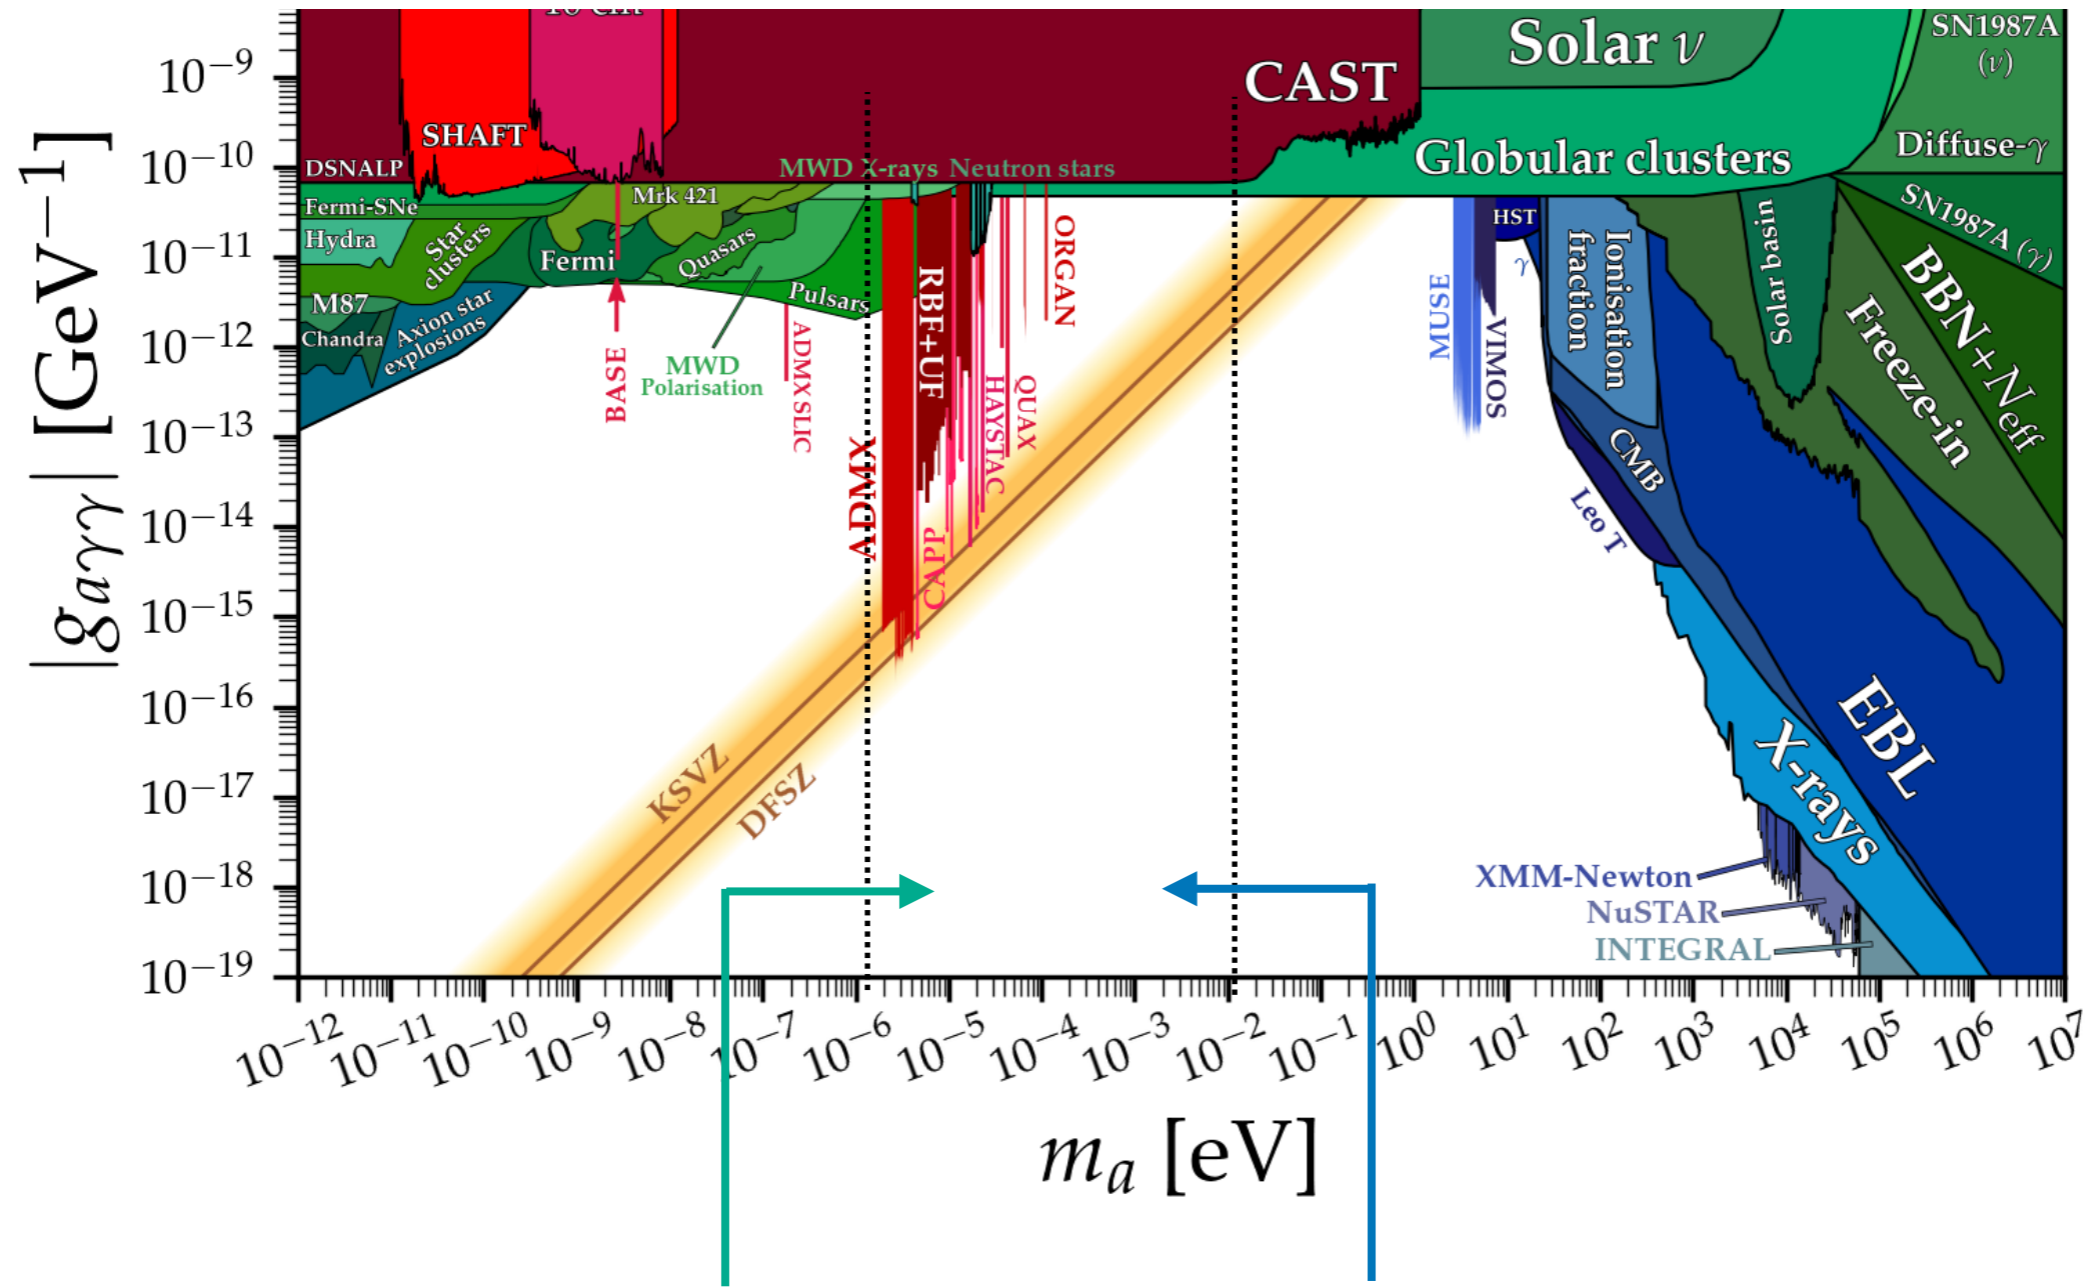 |g_{aγγ}| [GeV⁻¹]
10⁻⁹
10⁻¹⁰
10⁻¹¹
10⁻¹²
10⁻¹³
10⁻¹⁴
10⁻¹⁵
10⁻¹⁶
10⁻¹⁷
10⁻¹⁸
10⁻¹⁹
SHAFT
CAST
Solar ν
SN1987A
(ν)
DSNALP
MWD X-rays
Neutron stars
Globular clusters
Diffuse-γ
Fermi-SNe
Mrk 421
Hydra
Star
clusters
Fermi
Quasars
M87
Chandra
Axion star
explosions
Pulsars
BASE
MWD
Polarisation
ADMX SLIC
ADMX
RBF+UF
CAPP
HAYSTAC
QUAX
ORGAN
KSVZ
DFSZ
MUSE
VIMOS
HST
γ
Ionisation
fraction
Solar basin
SN1987A (γ)
BBN+N_eff
Freeze-in
CMB
Leo T
EBL
X-rays
XMM-Newton
NuSTAR
INTEGRAL
10⁻¹² 10⁻¹¹ 10⁻¹⁰ 10⁻⁹ 10⁻⁸ 10⁻⁷ 10⁻⁶ 10⁻⁵ 10⁻⁴ 10⁻³ 10⁻² 10⁻¹ 10⁰ 10¹ 10² 10³ 10⁴ 10⁵ 10⁶ 10⁷
m_a [eV]